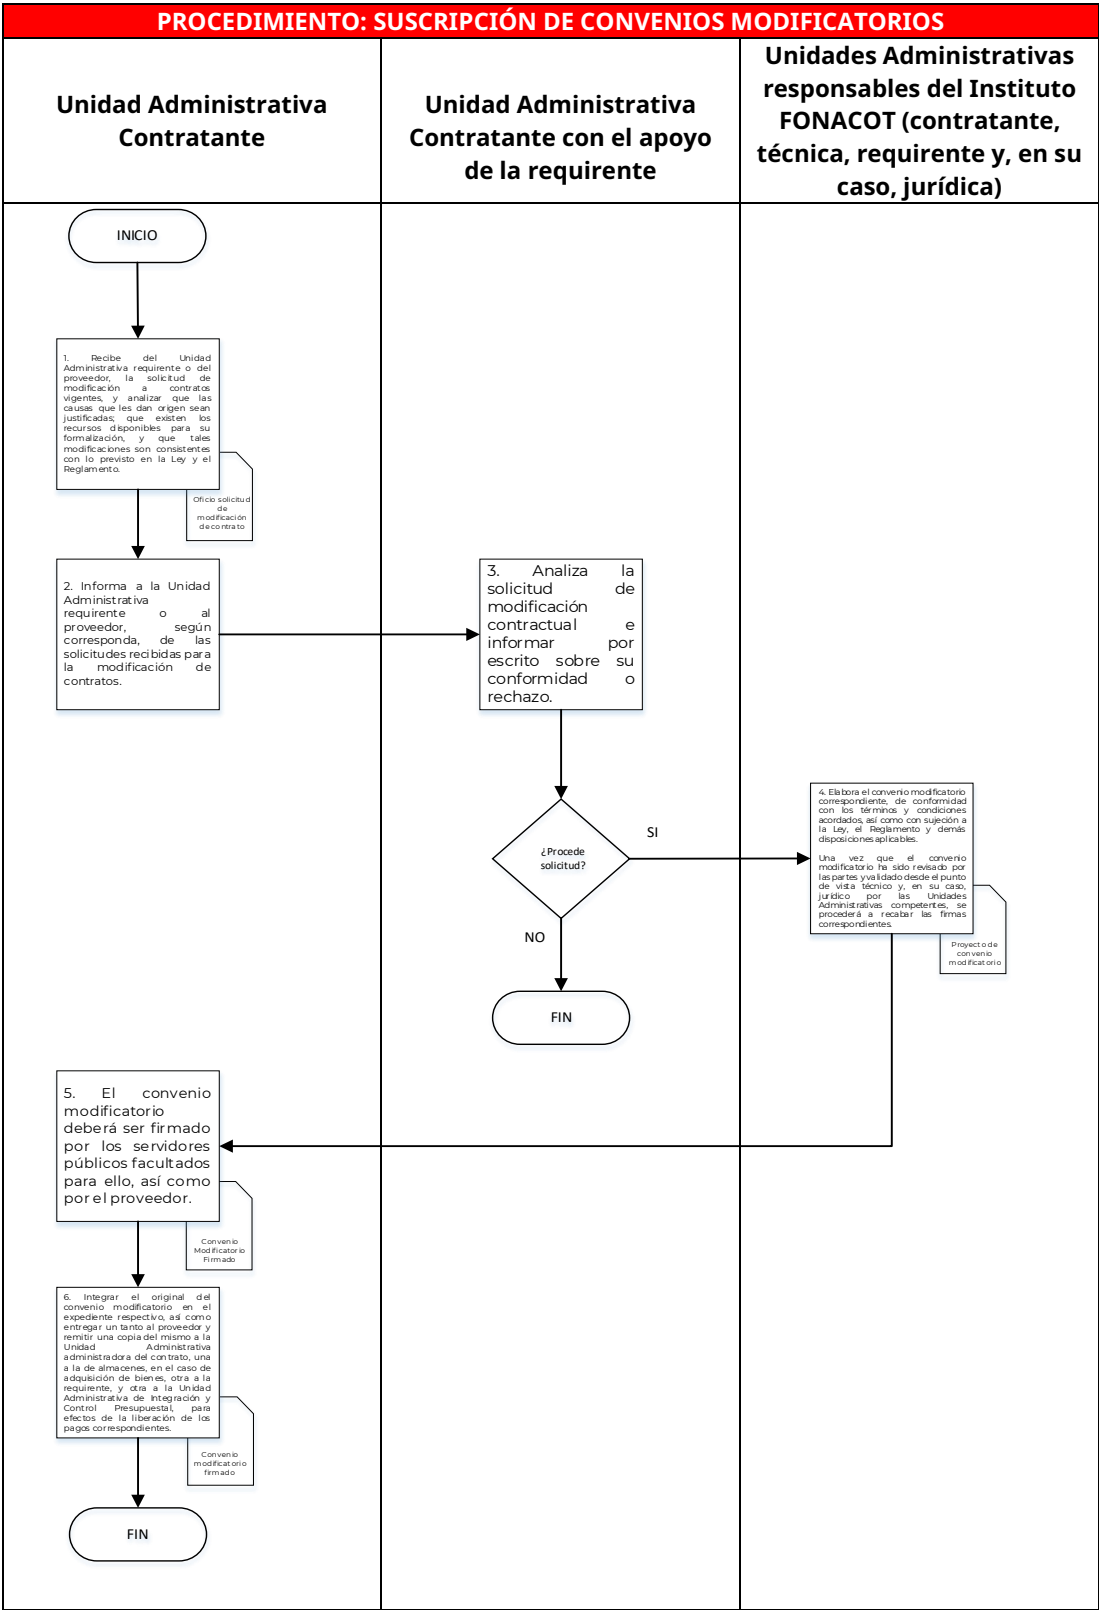 PROCEDIMIENTO: SUSCRIPCIÓN DE CONVENIOS MODIFICATORIOS
Unidad Administrativa
Contratante
Unidad Administrativa
Contratante con el apoyo
de la requirente
Unidades Administrativas
responsables del Instituto
FONACOT (contratante,
técnica, requirente y, en su
caso, jurídica)
INICIO
1. Recibe del Unidad
Administrativa requirente o del
proveedor, la solicitud de
modificación a contratos
vigentes, y analizar que las
causas que les dan origen sean
justificadas; que existen los
recursos disponibles para su
formalización, y que tales
modificaciones son consistentes
con lo previsto en la Ley y el
Reglamento.
Oficio solicitud
de
modificación
de contrato
2. Informa a la Unidad
Administrativa
requirente o al
proveedor, según
corresponda, de las
solicitudes recibidas para
la modificación de
contratos.
3. Analiza la
solicitud de
modificación
contractual e
informar por
escrito sobre su
conformidad o
rechazo.
¿Procede
solicitud?
SI
NO
FIN
4. Elabora el convenio modificatorio
correspondiente, de conformidad
con los términos y condiciones
acordados, así como con sujeción a
la Ley, el Reglamento y demás
disposiciones aplicables.
Una vez que el convenio
modificatorio ha sido revisado por
las partes y validado desde el punto
de vista técnico y, en su caso,
jurídico por las Unidades
Administrativas competentes, se
procederá a recabar las firmas
correspondientes.
Proyecto de
convenio
modificatorio
5. El convenio
modificatorio
deberá ser firmado
por los servidores
públicos facultados
para ello, así como
por el proveedor.
Convenio
Modificatorio
Firmado
6. Integrar el original del
convenio modificatorio en el
expediente respectivo, así como
entregar un tanto al proveedor y
remitir una copia del mismo a la
Unidad Administrativa
administradora del contrato, una
a la de almacenes, en el caso de
adquisición de bienes, otra a la
requirente, y otra a la Unidad
Administrativa de Integración y
Control Presupuestal, para
efectos de la liberación de los
pagos correspondientes.
Convenio
modificatorio
firmado
FIN